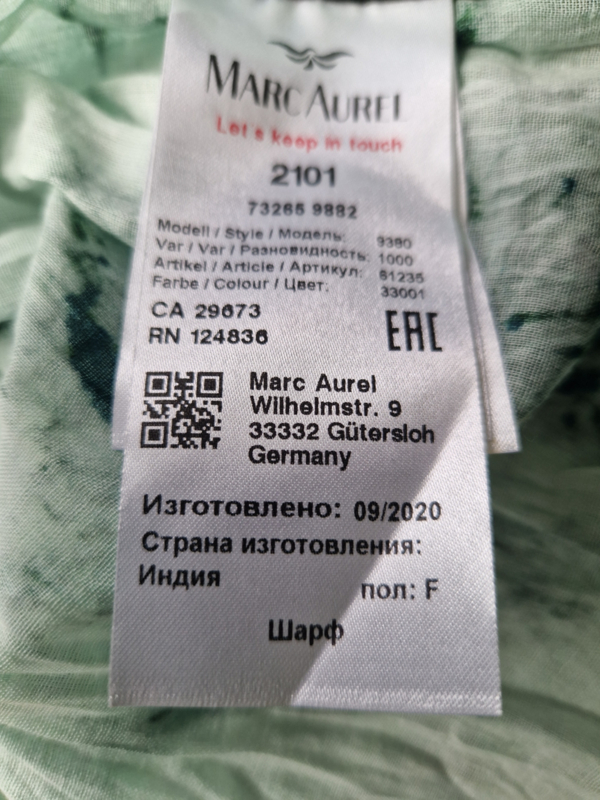 MARC AUREL
Let's keep in touch
2101
73265 9882
Modell / Style / Модель: 9380
Var / Var / Разновидность: 1000
Artikel / Article / Артикул: 81235
Farbe / Colour / Цвет: 33001
CA 29673
RN 124836
EAC
Marc Aurel
Wilhelmstr. 9
33332 Gütersloh
Germany
Изготовлено: 09/2020
Страна изготовления:
Индия
пол: F
Шарф